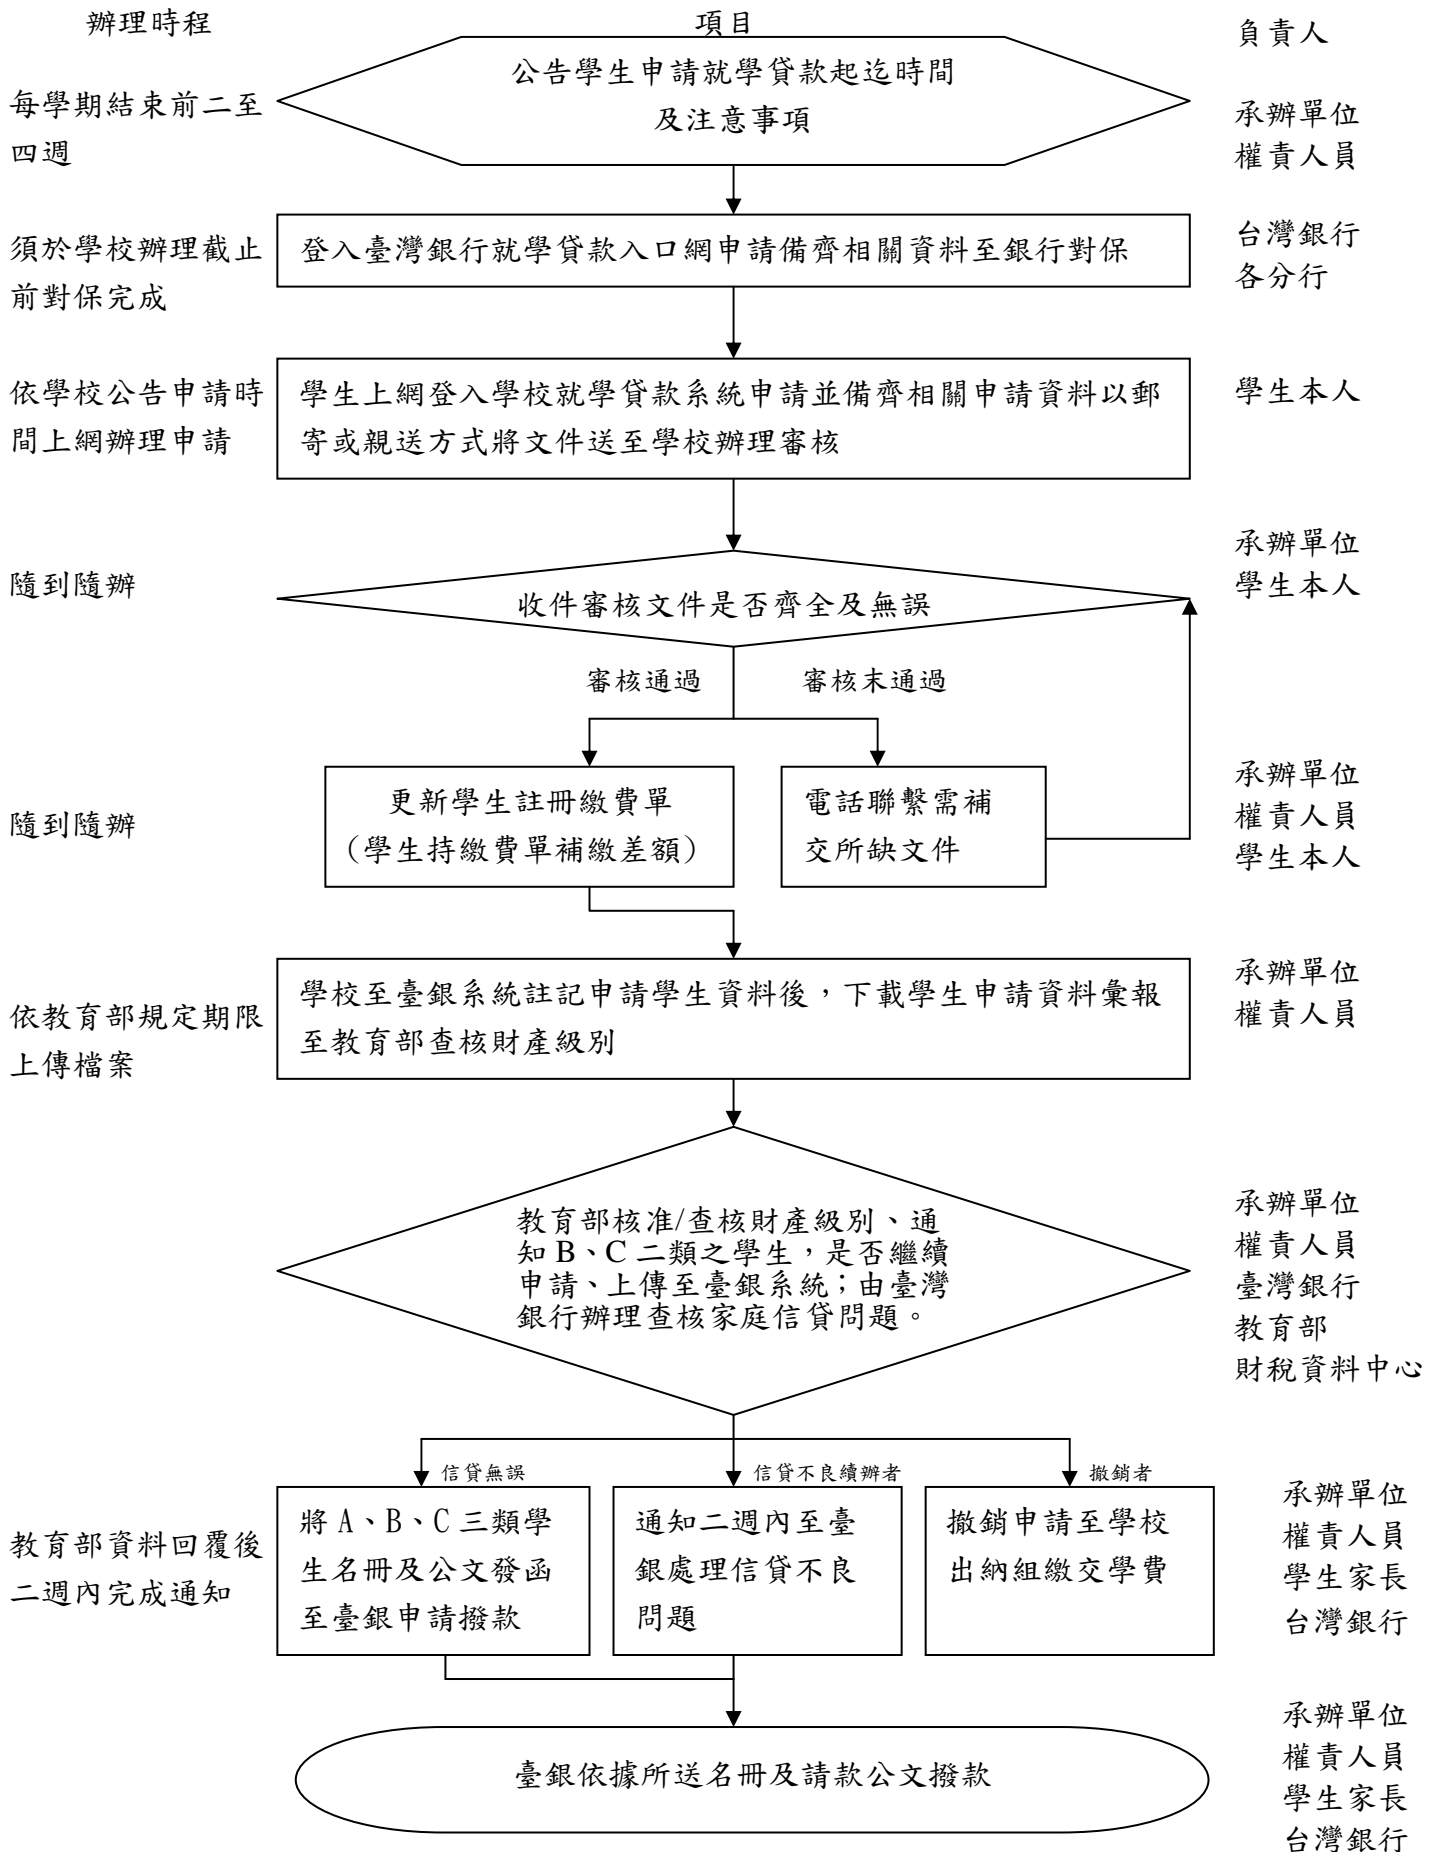 辦理時程
項目
負責人
每學期結束前二至
四週
公告學生申請就學貸款起迄時間
及注意事項
承辦單位
權責人員
須於學校辦理截止
前對保完成
登入臺灣銀行就學貸款入口網申請備齊相關資料至銀行對保
台灣銀行
各分行
依學校公告申請時
間上網辦理申請
學生上網登入學校就學貸款系統申請並備齊相關申請資料以郵
寄或親送方式將文件送至學校辦理審核
學生本人
隨到隨辦
收件審核文件是否齊全及無誤
承辦單位
學生本人
審核通過
審核末通過
隨到隨辦
更新學生註冊繳費單
（學生持繳費單補繳差額）
電話聯繫需補
交所缺文件
承辦單位
權責人員
學生本人
依教育部規定期限
上傳檔案
學校至臺銀系統註記申請學生資料後，下載學生申請資料彙報
至教育部查核財產級別
承辦單位
權責人員
教育部核准/查核財產級別、通
知 B、C 二類之學生，是否繼續
申請、上傳至臺銀系統；由臺灣
銀行辦理查核家庭信貸問題。
承辦單位
權責人員
臺灣銀行
教育部
財稅資料中心
信貸無誤
信貸不良續辦者
撤銷者
教育部資料回覆後
二週內完成通知
將 A、B、C 三類學
生名冊及公文發函
至臺銀申請撥款
通知二週內至臺
銀處理信貸不良
問題
撤銷申請至學校
出納組繳交學費
承辦單位
權責人員
學生家長
台灣銀行
臺銀依據所送名冊及請款公文撥款
承辦單位
權責人員
學生家長
台灣銀行